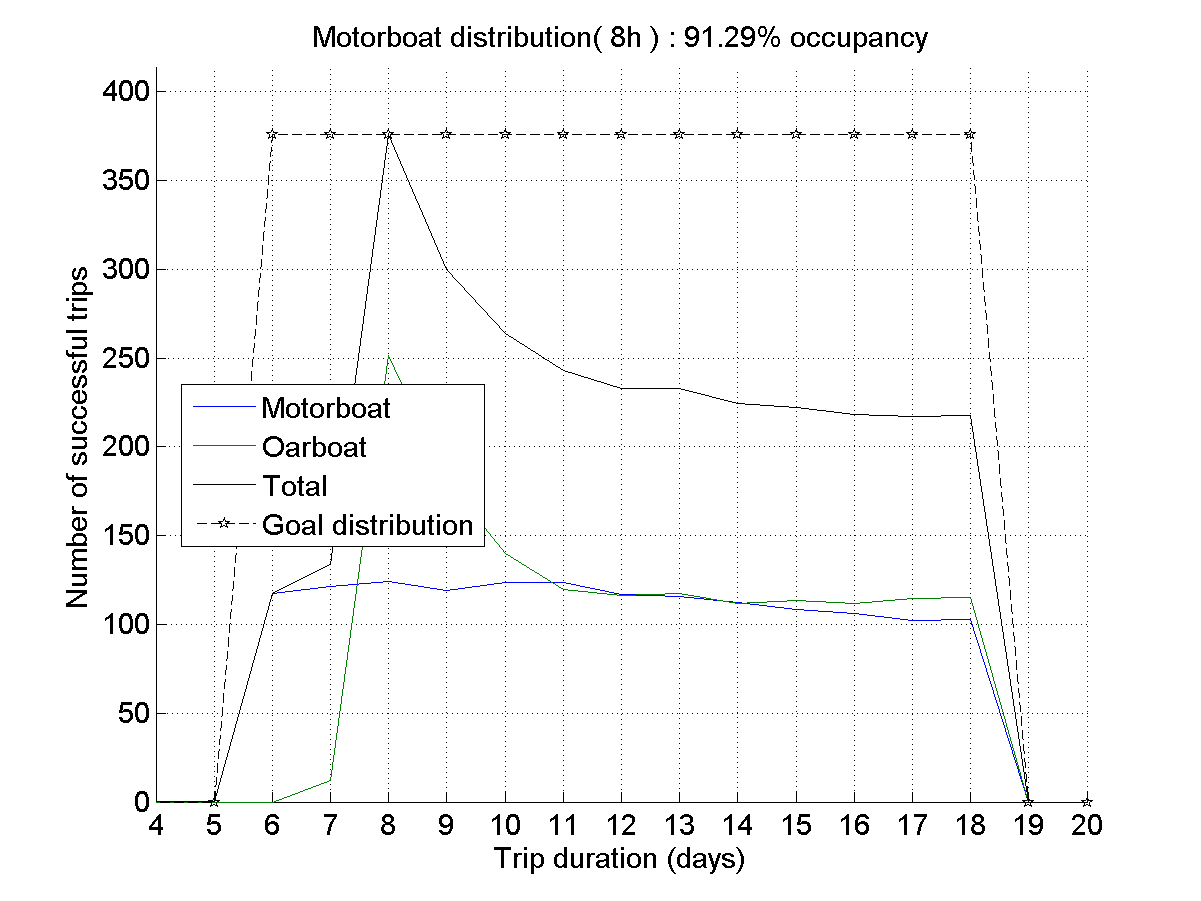 Motorboat distribution( 8h ) : 91.29% occupancy
400
350
300
250
200
150
100
50
0
Number of successful trips
Motorboat
Oarboat
Total
Goal distribution
4 5 6 7 8 9 10 11 12 13 14 15 16 17 18 19 20
Trip duration (days)